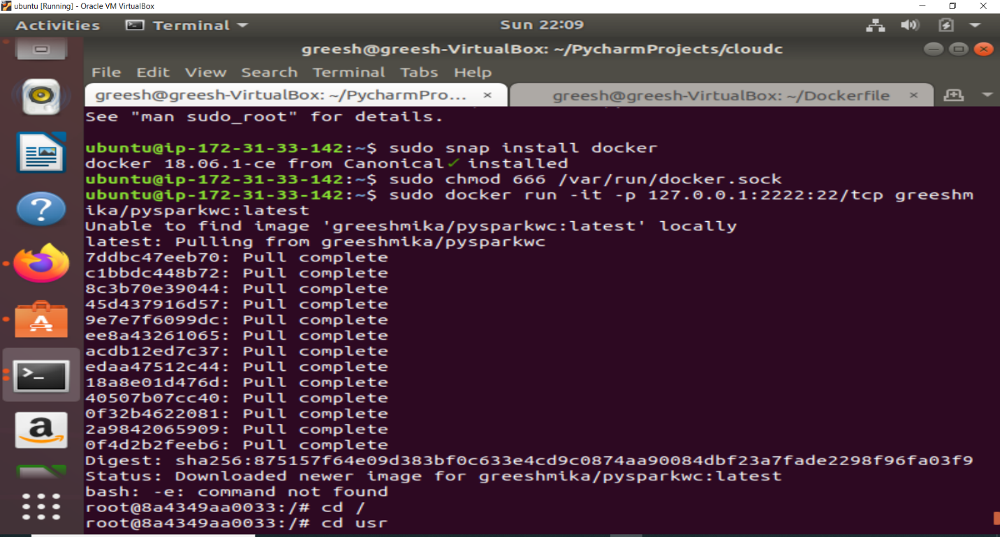 ubuntu [Running] - Oracle VM VirtualBox
Activities Terminal Sun 22:09
greesh@greesh-VirtualBox: ~/PycharmProjects/cloudc
File Edit View Search Terminal Tabs Help
greesh@greesh-VirtualBox: ~/PycharmPro... × greesh@greesh-VirtualBox: ~/Dockerfile ×
See "man sudo_root" for details.
ubuntu@ip-172-31-33-142:~$ sudo snap install docker
docker 18.06.1-ce from Canonical✓ installed
ubuntu@ip-172-31-33-142:~$ sudo chmod 666 /var/run/docker.sock
ubuntu@ip-172-31-33-142:~$ sudo docker run -it -p 127.0.0.1:2222:22/tcp greeshm
ika/pysparkwc:latest
Unable to find image 'greeshmika/pysparkwc:latest' locally
latest: Pulling from greeshmika/pysparkwc
7ddbc47eeb70: Pull complete
c1bbdc448b72: Pull complete
8c3b70e39044: Pull complete
45d437916d57: Pull complete
9e7e7f6099dc: Pull complete
ee8a43261065: Pull complete
acdb12ed7c37: Pull complete
edaa47512c44: Pull complete
18a8e01d476d: Pull complete
40507b07cc40: Pull complete
0f32b4622081: Pull complete
2a9842065909: Pull complete
0f4d2b2feeb6: Pull complete
Digest: sha256:875157f64e09d383bf0c633e4cd9c0874aa90084dbf23a7fade2298f96fa03f9
Status: Downloaded newer image for greeshmika/pysparkwc:latest
bash: -e: command not found
root@8a4349aa0033:/# cd /
root@8a4349aa0033:/# cd usr